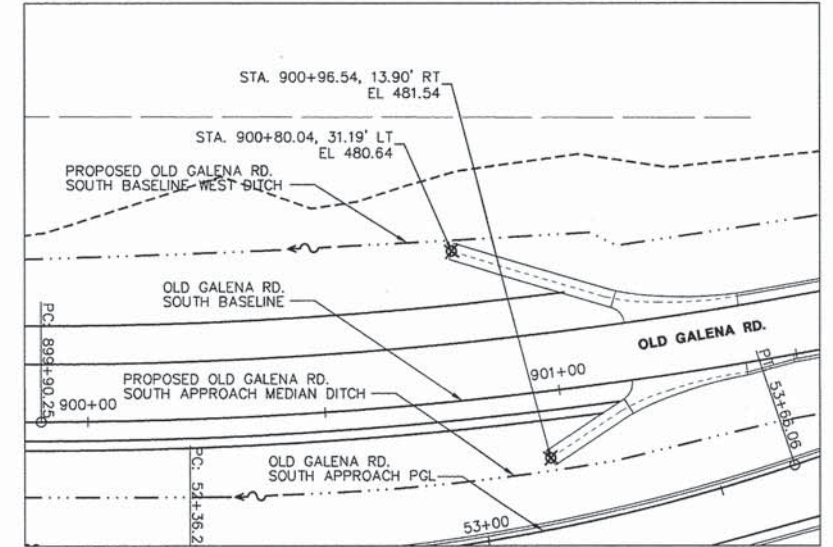 STA. 900+96.54, 13.90' RT
EL 481.54
STA. 900+80.04, 31.19' LT
EL 480.64
PROPOSED OLD GALENA RD.
SOUTH BASELINE WEST DITCH
OLD GALENA RD.
SOUTH BASELINE
OLD GALENA RD.
PC: 899+90.25
900+00
PROPOSED OLD GALENA RD.
SOUTH APPROACH MEDIAN DITCH
901+00
53+66.06
PC: 52+36.2
OLD GALENA RD.
SOUTH APPROACH PGL
53+00